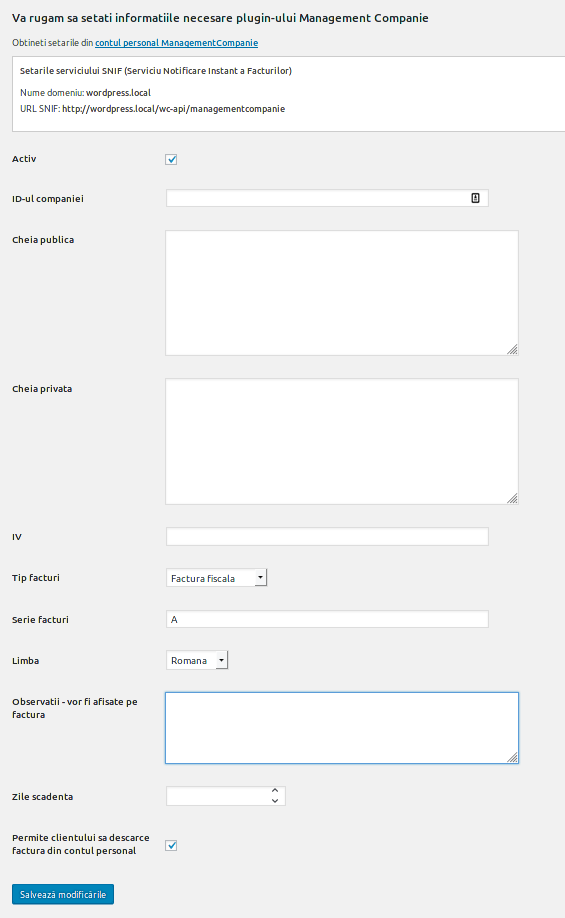 Va rugam sa setati informatiile necesare plugin-ului Management Companie
Obtineti setarile din contul personal ManagementCompanie
Setarile serviciului SNIF (Serviciu Notificare Instant a Facturilor)
Nume domeniu: wordpress.local
URL SNIF: http://wordpress.local/wc-api/managementcompanie
Activ
ID-ul companiei
Cheia publica
Cheia privata
IV
Tip facturi
Factura fiscala
Serie facturi
A
Limba
Romana
Observatii - vor fi afisate pe
factura
Zile scadenta
Permite clientului sa descarce
factura din contul personal
Salvează modificările